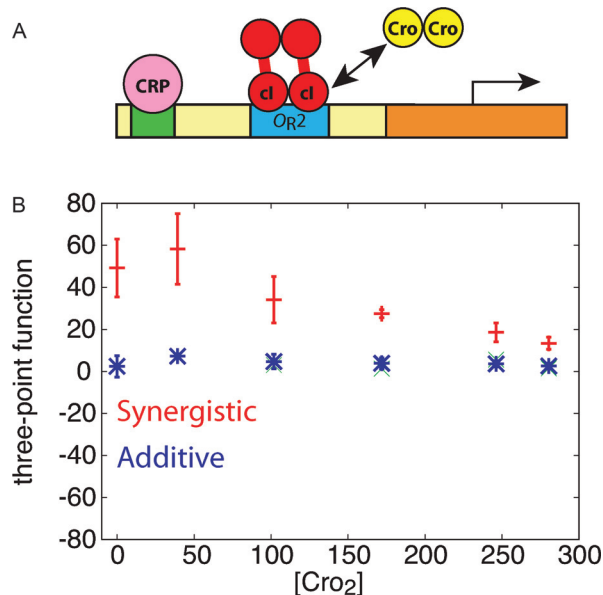 A
CRP
cI cI
Cro Cro
OR2
B
three-point function
80
60
40
20
0
-20
-40
-60
-80
Synergistic
Additive
0 50 100 150 200 250 300
[Cro2]